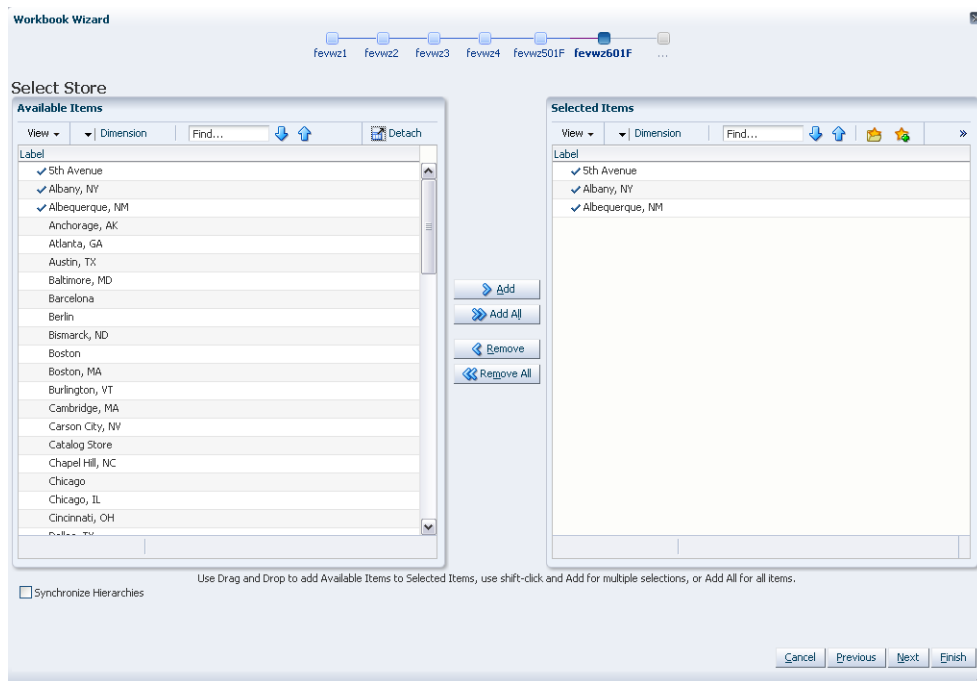 Workbook Wizard
fevwz1 fevwz2 fevwz3 fevwz4 fevwz501F fevwz601F ...
Select Store
Available Items
View Dimension Find... Detach
Label
5th Avenue
Albany, NY
Albequerque, NM
Anchorage, AK
Atlanta, GA
Austin, TX
Baltimore, MD
Barcelona
Berlin
Bismarck, ND
Boston
Boston, MA
Burlington, VT
Cambridge, MA
Carson City, NV
Catalog Store
Chapel Hill, NC
Chicago
Chicago, IL
Cincinnati, OH
Dallas, TX
Add
Add All
Remove
Remove All
Selected Items
View Dimension Find... »
Label
5th Avenue
Albany, NY
Albequerque, NM
Use Drag and Drop to add Available Items to Selected Items, use shift-click and Add for multiple selections, or Add All for all items.
Synchronize Hierarchies
Cancel Previous Next Finish